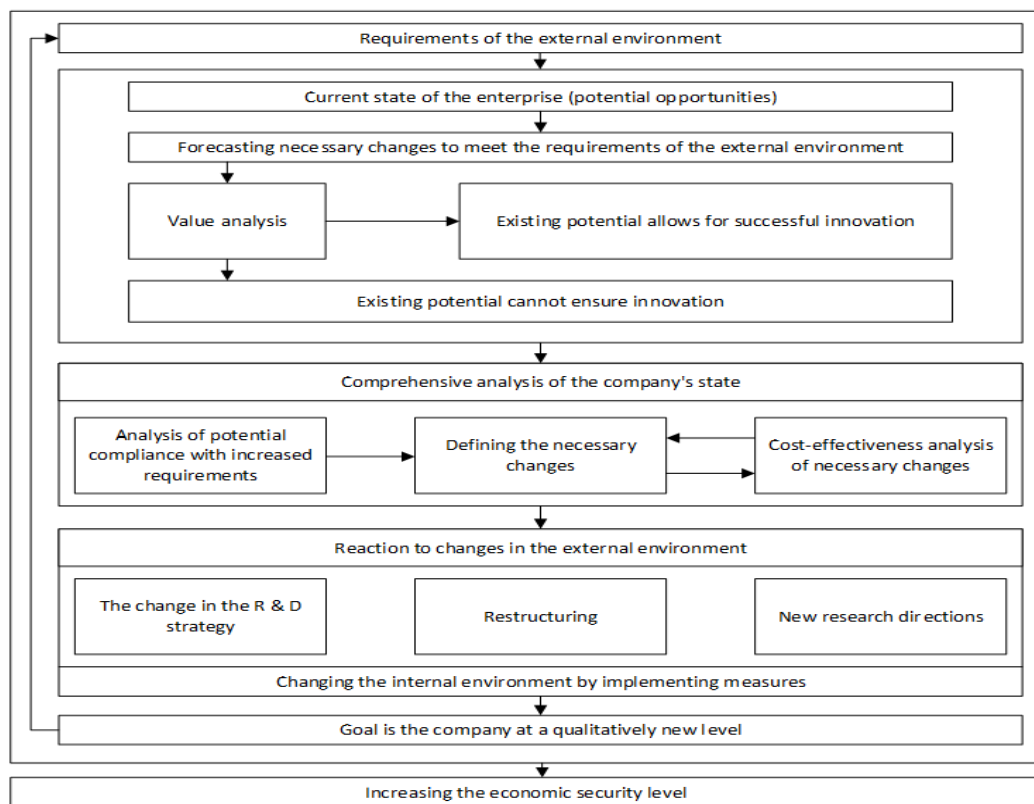 Requirements of the external environment
Current state of the enterprise (potential opportunities)
Forecasting necessary changes to meet the requirements of the external environment
Value analysis
Existing potential allows for successful innovation
Existing potential cannot ensure innovation
Comprehensive analysis of the company's state
Analysis of potential
compliance with increased
requirements
Defining the necessary
changes
Cost-effectiveness analysis
of necessary changes
Reaction to changes in the external environment
The change in the R & D
strategy
Restructuring
New research directions
Changing the internal environment by implementing measures
Goal is the company at a qualitatively new level
Increasing the economic security level